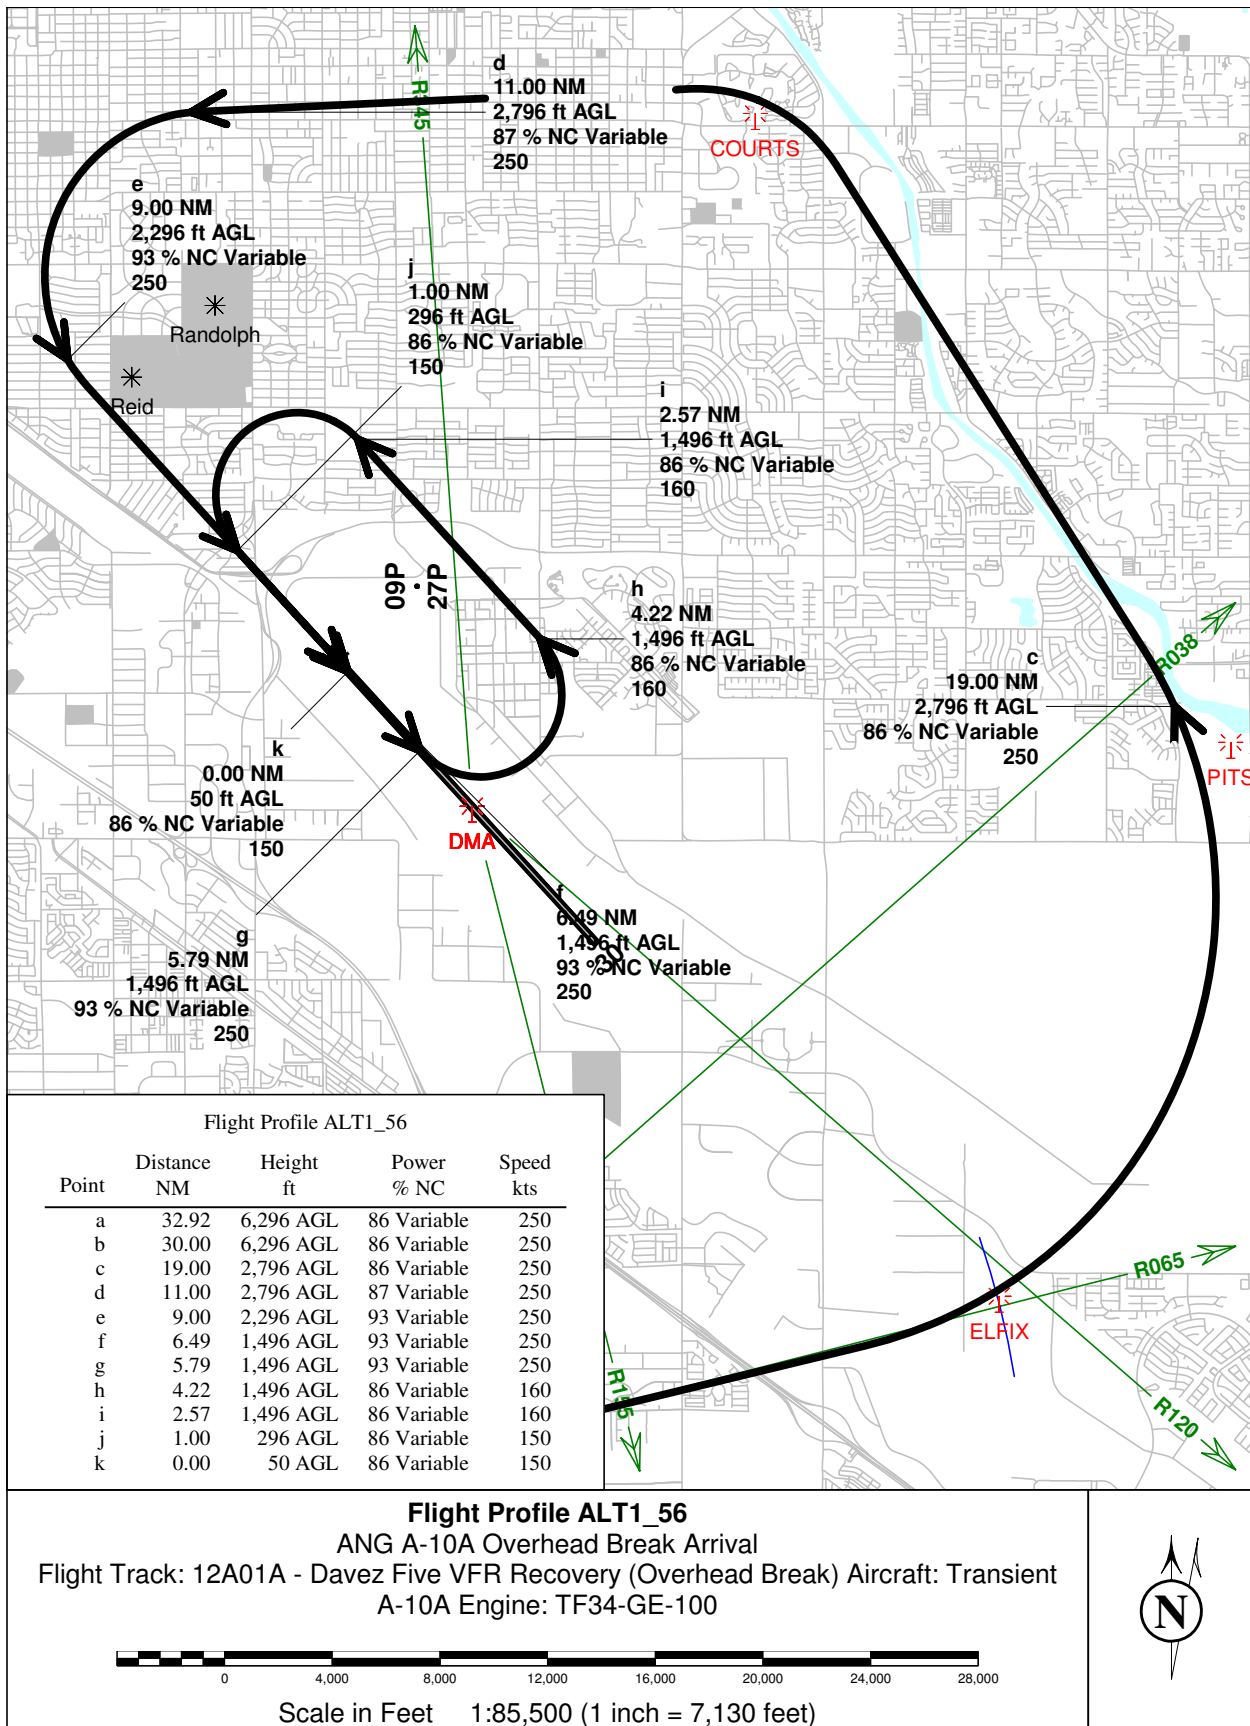 d
11.00 NM
2,796 ft AGL
87 % NC Variable
250
R345
COURTS
e
9.00 NM
2,296 ft AGL
93 % NC Variable
250
Randolph
Reid
j
1.00 NM
296 ft AGL
86 % NC Variable
150
i
2.57 NM
1,496 ft AGL
86 % NC Variable
160
09P
27P
h
4.22 NM
1,496 ft AGL
86 % NC Variable
160
R038
c
19.00 NM
2,796 ft AGL
86 % NC Variable
250
PITS
k
0.00 NM
50 ft AGL
86 % NC Variable
150
DMA
f
6.49 NM
1,496 ft AGL
93 % NC Variable
250
30
g
5.79 NM
1,496 ft AGL
93 % NC Variable
250
R065
ELFIX
R155
R120
Flight Profile ALT1_56
Point Distance NM Height ft Power % NC Speed kts
a 32.92 6,296 AGL 86 Variable 250
b 30.00 6,296 AGL 86 Variable 250
c 19.00 2,796 AGL 86 Variable 250
d 11.00 2,796 AGL 87 Variable 250
e 9.00 2,296 AGL 93 Variable 250
f 6.49 1,496 AGL 93 Variable 250
g 5.79 1,496 AGL 93 Variable 250
h 4.22 1,496 AGL 86 Variable 160
i 2.57 1,496 AGL 86 Variable 160
j 1.00 296 AGL 86 Variable 150
k 0.00 50 AGL 86 Variable 150
Flight Profile ALT1_56
ANG A-10A Overhead Break Arrival
Flight Track: 12A01A - Davez Five VFR Recovery (Overhead Break) Aircraft: Transient
A-10A Engine: TF34-GE-100
N
0 4,000 8,000 12,000 16,000 20,000 24,000 28,000
Scale in Feet 1:85,500 (1 inch = 7,130 feet)